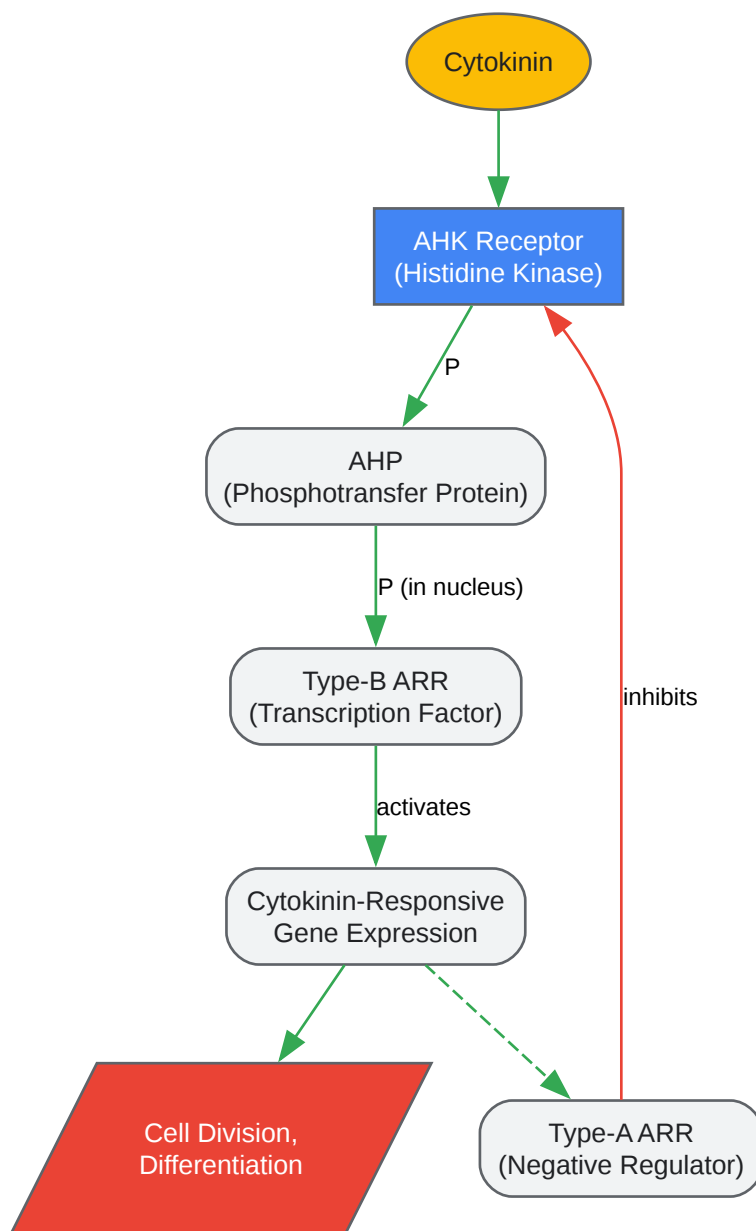 Cytokinin
AHK Receptor
(Histidine Kinase)
P
AHP
(Phosphotransfer Protein)
P (in nucleus)
Type-B ARR
(Transcription Factor)
inhibits
activates
Cytokinin-Responsive
Gene Expression
Cell Division,
Differentiation
Type-A ARR
(Negative Regulator)